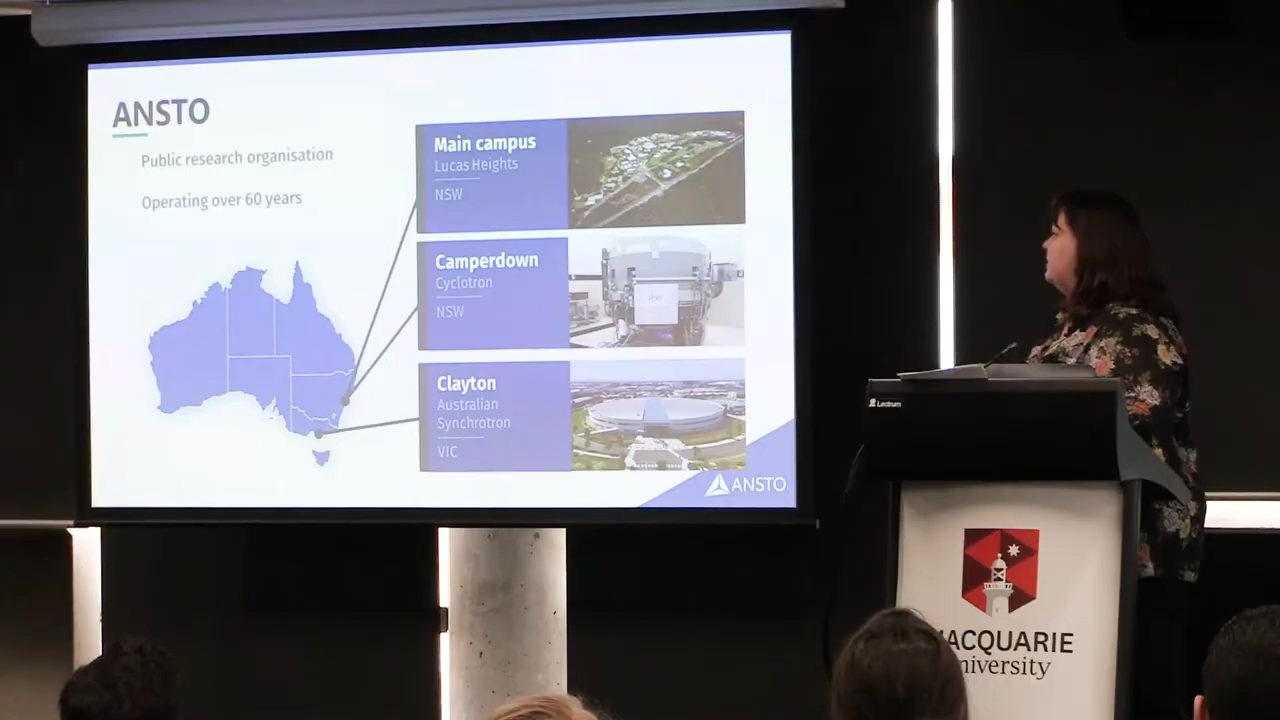 ANSTO
Public research organisation
Operating over 60 years
Main campus
Lucas Heights
NSW
Camperdown
Cyclotron
NSW
Clayton
Australian
Synchrotron
VIC
ANSTO
Lectrum
ACQUARIE
niversity